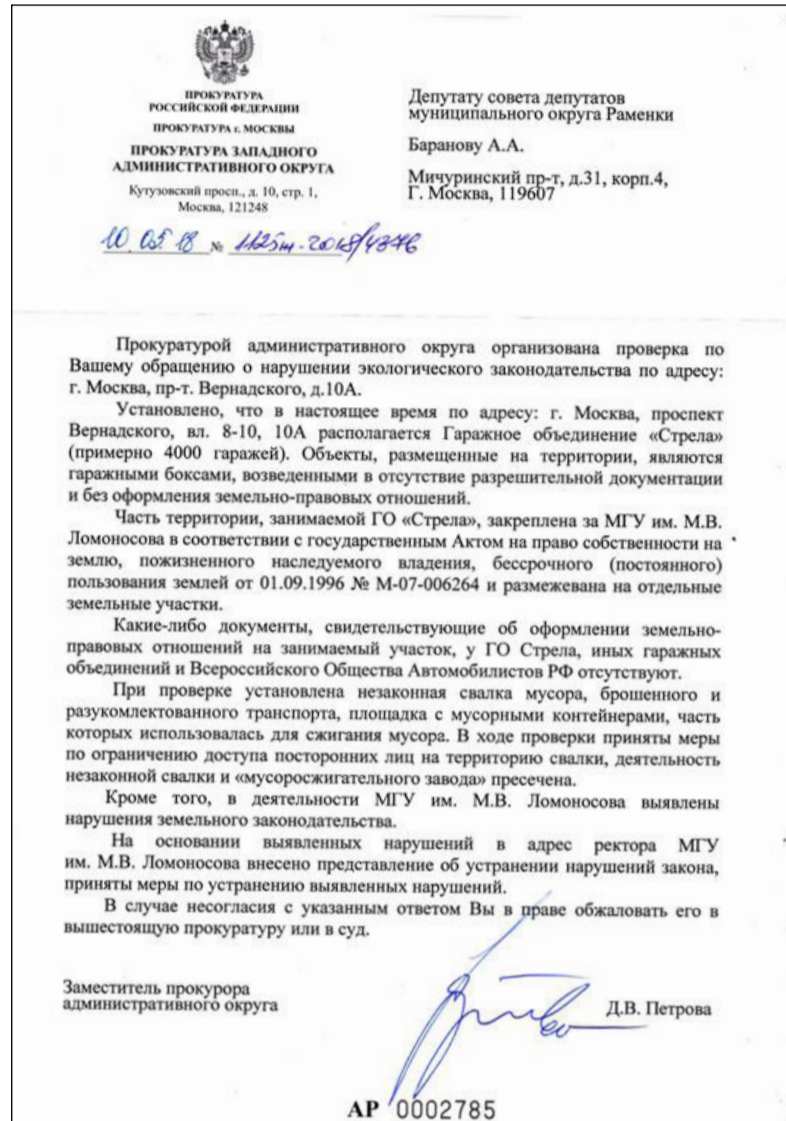 ПРОКУРАТУРА
РОССИЙСКОЙ ФЕДЕРАЦИИ
ПРОКУРАТУРА г. МОСКВЫ
ПРОКУРАТУРА ЗАПАДНОГО
АДМИНИСТРАТИВНОГО ОКРУГА
Кутузовский просп., д. 10, стр. 1,
Москва, 121248
10.05.18 №
Депутату совета депутатов
муниципального округа Раменки
Баранову А.А.
Мичуринский пр-т, д.31, корп.4,
Г. Москва, 119607
Прокуратурой административного округа организована проверка по
Вашему обращению о нарушении экологического законодательства по адресу:
г. Москва, пр-т. Вернадского, д.10А.
Установлено, что в настоящее время по адресу: г. Москва, проспект
Вернадского, вл. 8-10, 10А располагается Гаражное объединение «Стрела»
(примерно 4000 гаражей). Объекты, размещенные на территории, являются
гаражными боксами, возведенными в отсутствие разрешительной документации
и без оформления земельно-правовых отношений.
Часть территории, занимаемой ГО «Стрела», закреплена за МГУ им. М.В.
Ломоносова в соответствии с государственным Актом на право собственности на
землю, пожизненного наследуемого владения, бессрочного (постоянного)
пользования землей от 01.09.1996 № М-07-006264 и размежевана на отдельные
земельные участки.
Какие-либо документы, свидетельствующие об оформлении земельно-
правовых отношений на занимаемый участок, у ГО Стрела, иных гаражных
объединений и Всероссийского Общества Автомобилистов РФ отсутствуют.
При проверке установлена незаконная свалка мусора, брошенного и
разукомлектованного транспорта, площадка с мусорными контейнерами, часть
которых использовалась для сжигания мусора. В ходе проверки приняты меры
по ограничению доступа посторонних лиц на территорию свалки, деятельность
незаконной свалки и «мусоросжигательного завода» пресечена.
Кроме того, в деятельности МГУ им. М.В. Ломоносова выявлены
нарушения земельного законодательства.
На основании выявленных нарушений в адрес ректора МГУ
им. М.В. Ломоносова внесено представление об устранении нарушений закона,
приняты меры по устранению выявленных нарушений.
В случае несогласия с указанным ответом Вы в праве обжаловать его в
вышестоящую прокуратуру или в суд.
Заместитель прокурора
административного округа
Д.В. Петрова
АР 0002785